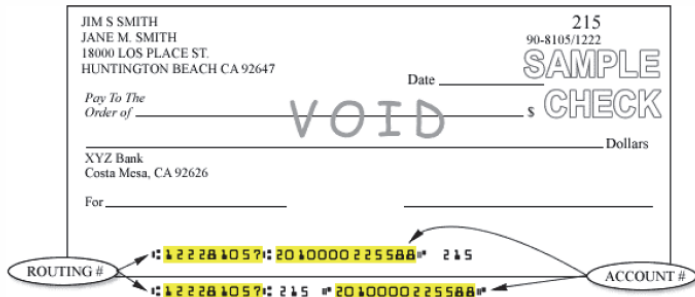 JIM S SMITH
215
JANE M. SMITH
90-8105/1222
18000 LOS PLACE ST.
HUNTINGTON BEACH CA 92647
SAMPLE
Date
Pay To The
Order of
VOID
$
CHECK
Dollars
XYZ Bank
Costa Mesa, CA 92626
For
⑆122281057⑆ 2010000225588⑈ 215
ROUTING #
ACCOUNT #
⑆122281057⑆ 215 ⑈2010000225588⑈